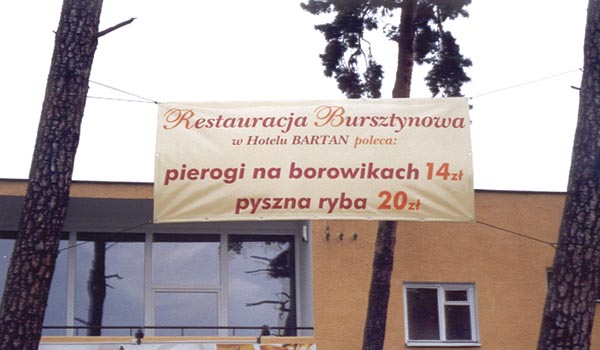 Restauracja Bursztynowa
w Hotelu BARTAN poleca:
pierogi na borowikach 14zł
pyszna ryba 20zł